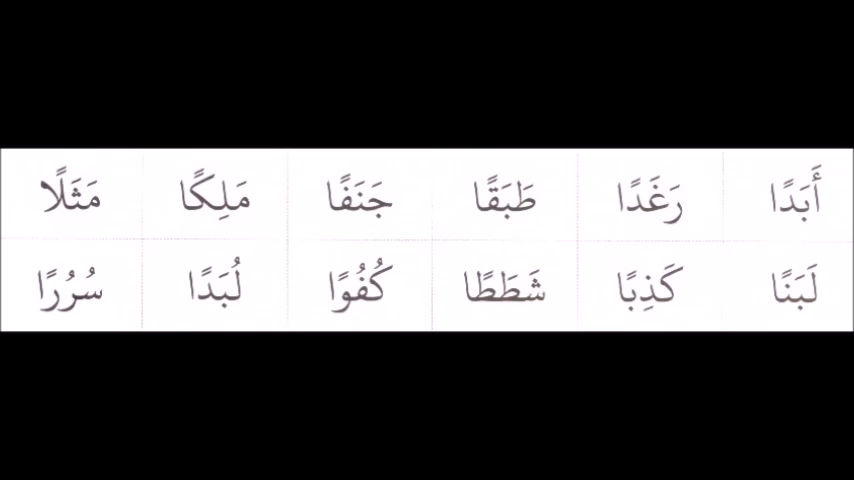 أَبَدًا رَغَدًا طَبَقًا جَنَفًا مَلِكًا مَثَلًا
لَبَنًا كَذِبًا شَطَطًا كُفُوًا لُبَدًا سُرُرًا